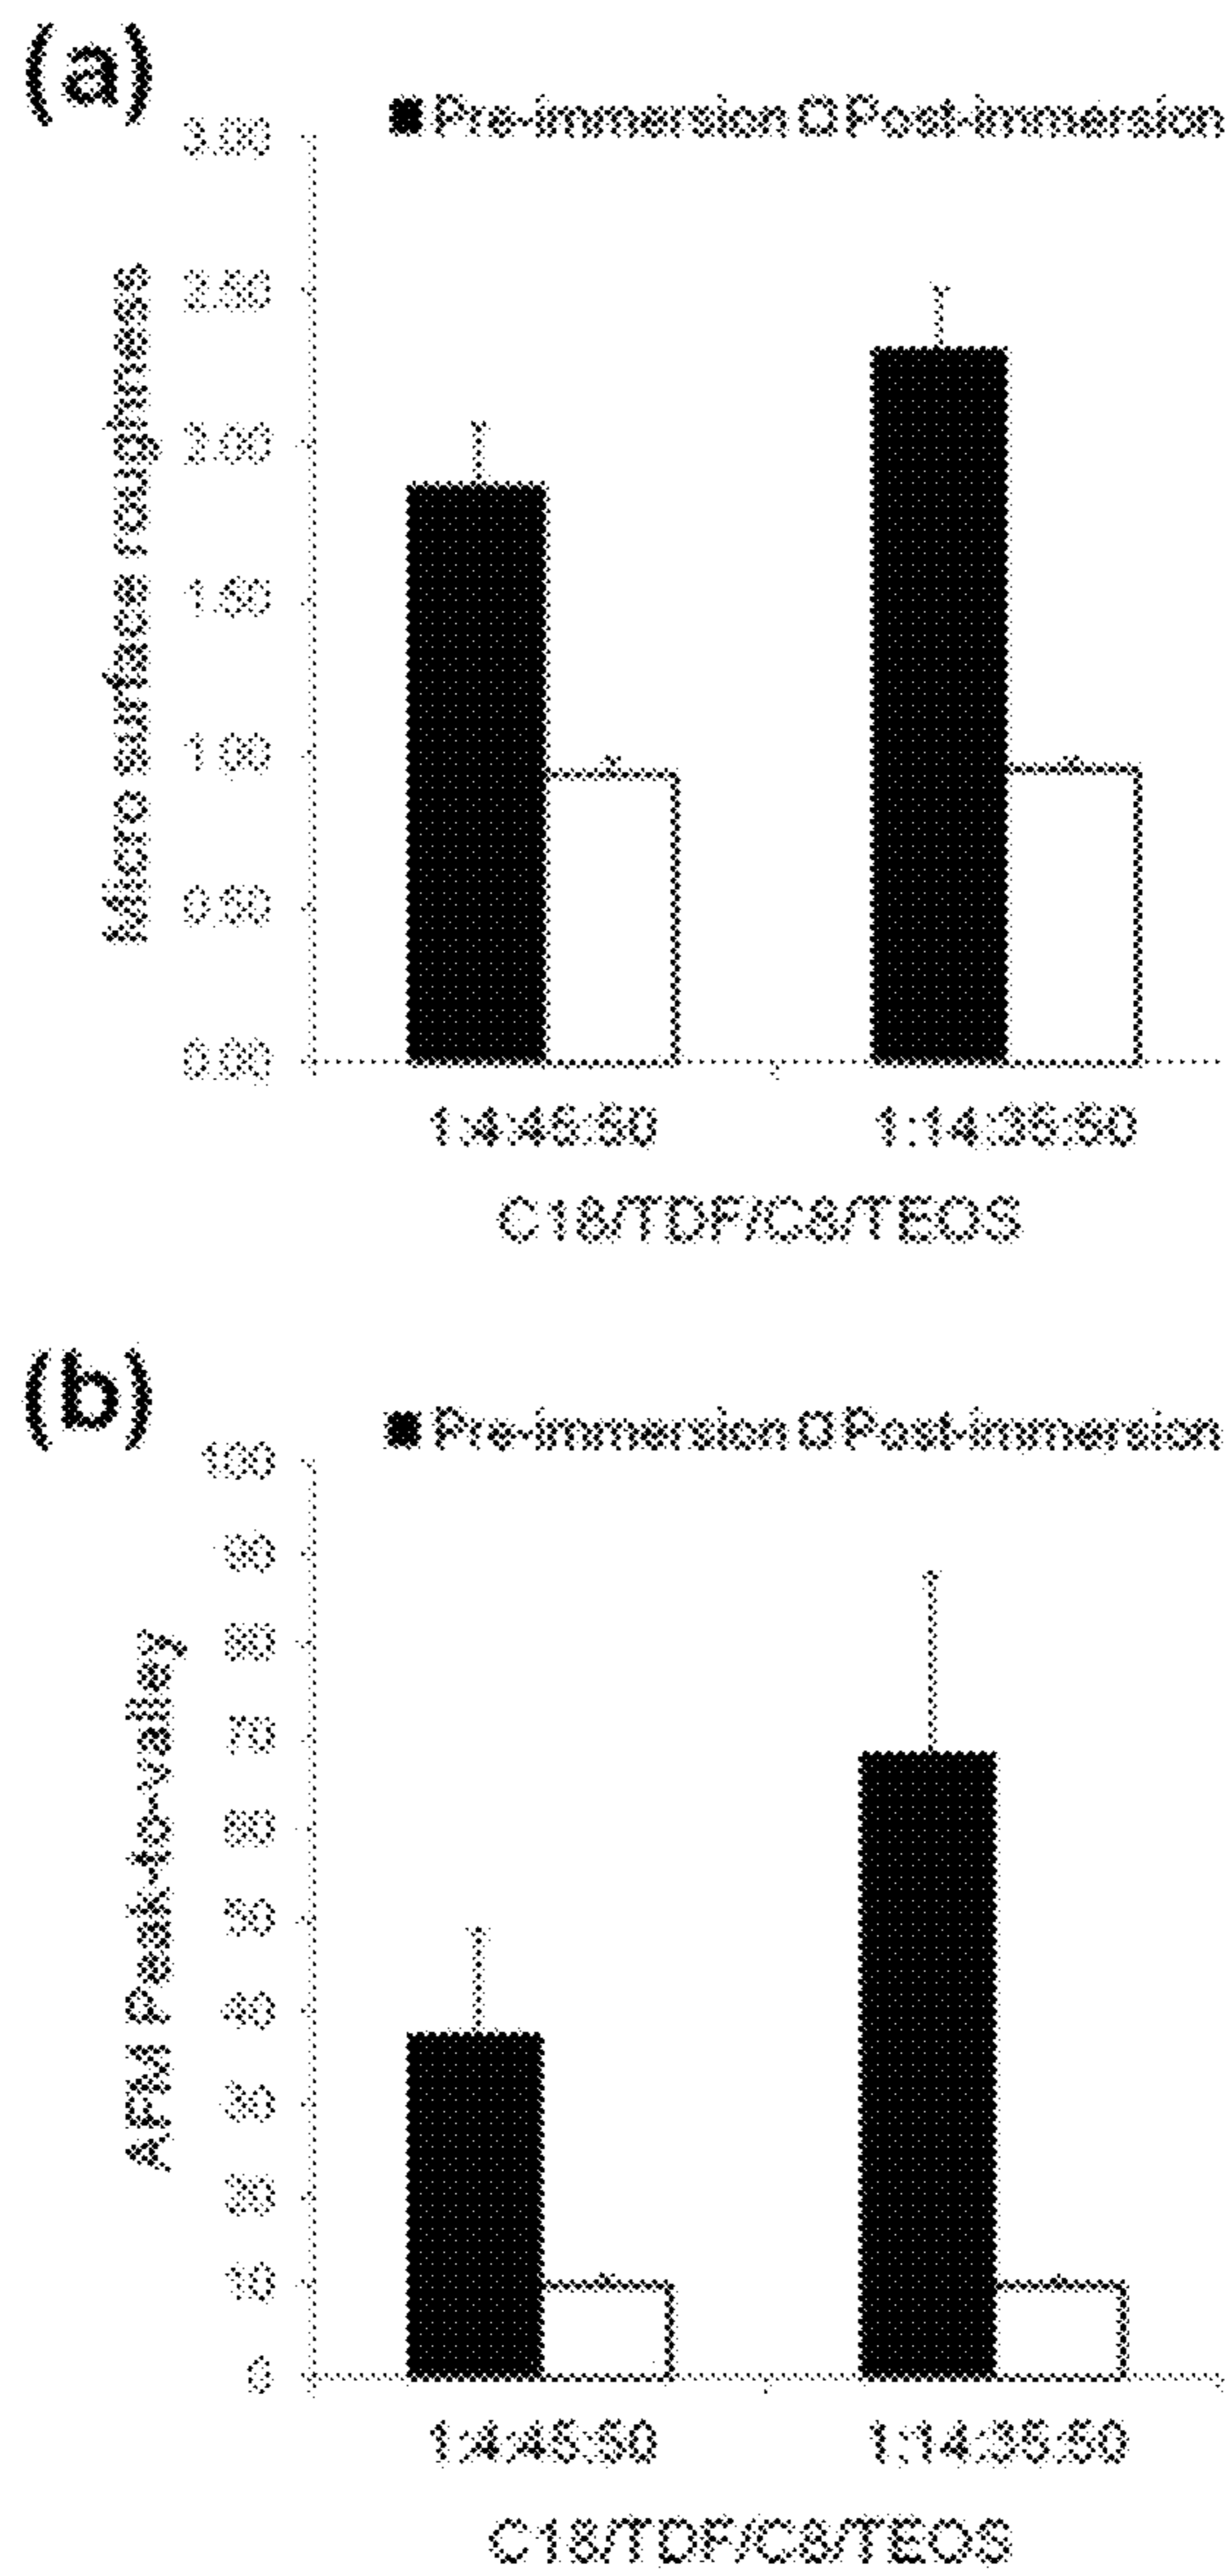 (a)
■ Pre-immersion □ Post-immersion
3.00
2.50
2.00
1.50
1.00
0.50
0.00
Micro surface roughness
1:4:45:50
1:14:35:50
C18/TDF/C8/TEOS
(b)
■ Pre-immersion □ Post-immersion
100
90
80
70
60
50
40
30
20
10
0
AFM Peak-to-valley
1:4:45:50
1:14:35:50
C18/TDF/C8/TEOS